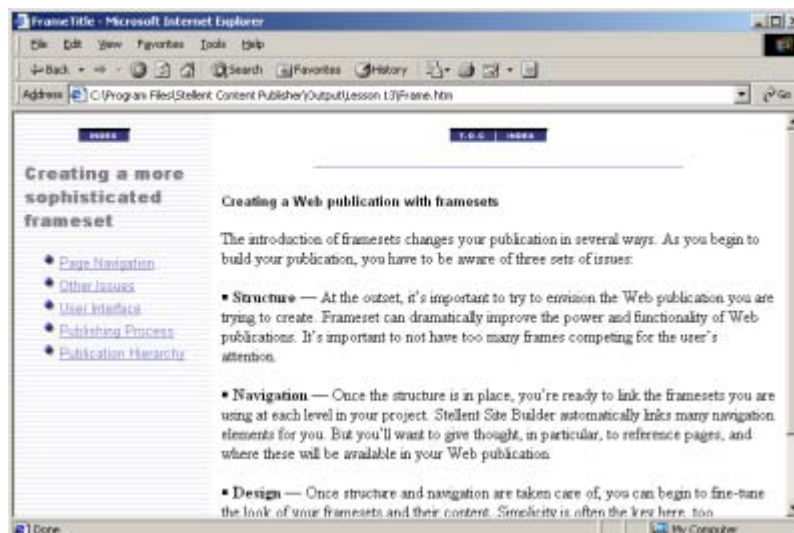 FrameTitle - Microsoft Internet Explorer
File Edit View Favorites Tools Help
Back Search Favorites History
Address C:\Program Files\Stellent Content Publisher\Output\Lesson 13\Frame.htm Go
INDEX
Creating a more
sophisticated
frameset
Page Navigation
Other Issues
User Interface
Publishing Process
Publication Hierarchy
T.O.C | INDEX
Creating a Web publication with framesets
The introduction of framesets changes your publication in several ways. As you begin to
build your publication, you have to be aware of three sets of issues:
▪ Structure — At the outset, it's important to try to envision the Web publication you are
trying to create. Frameset can dramatically improve the power and functionality of Web
publications. It's important to not have too many frames competing for the user's
attention.
▪ Navigation — Once the structure is in place, you're ready to link the framesets you are
using at each level in your project. Stellent Site Builder automatically links many navigation
elements for you. But you'll want to give thought, in particular, to reference pages, and
where these will be available in your Web publication.
▪ Design — Once structure and navigation are taken care of, you can begin to fine-tune
the look of your framesets and their content. Simplicity is often the key here, too.
Done My Computer